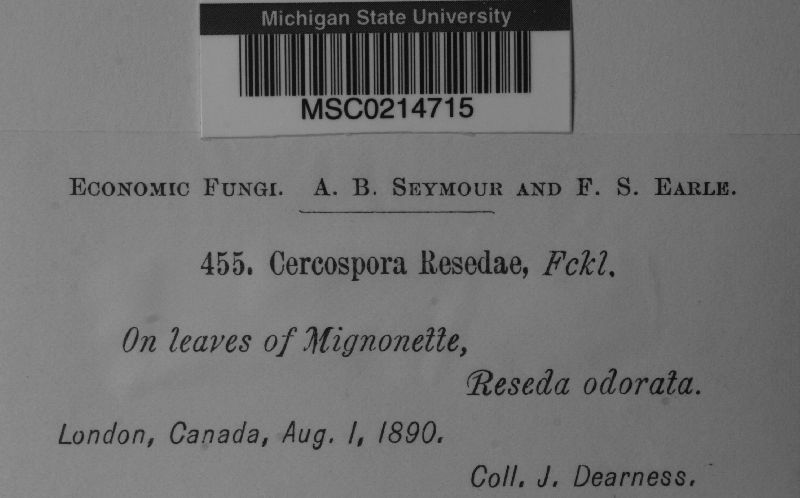 Michigan State University
MSC0214715
Economic Fungi. A. B. Seymour and F. S. Earle.
455. Cercospora Resedae, Fckl.
On leaves of Mignonette,
Reseda odorata.
London, Canada, Aug. 1, 1890.
Coll. J. Dearness.